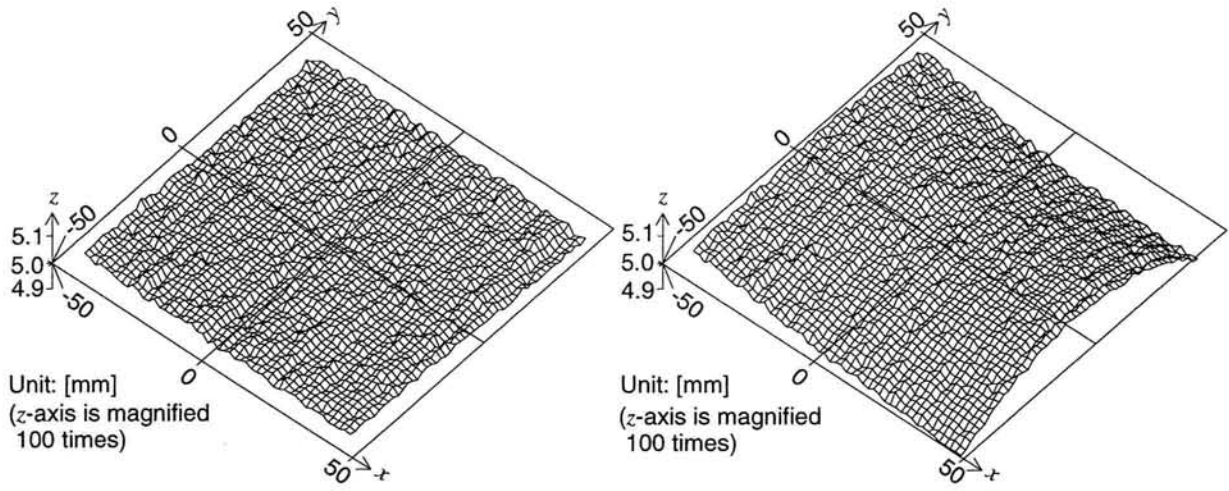 50 y
0
z
-50
5.1
5.0
4.9
-50
0
50 x
Unit: [mm]
(z-axis is magnified
100 times)
50 y
0
z
-50
5.1
5.0
4.9
-50
0
50 x
Unit: [mm]
(z-axis is magnified
100 times)